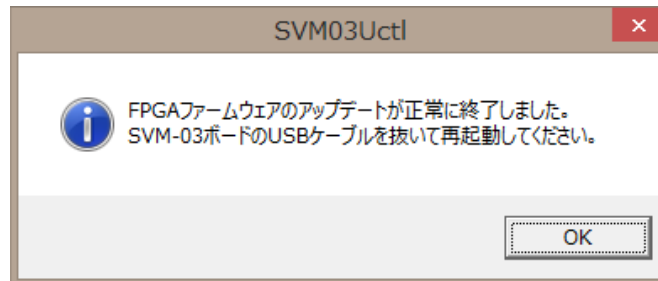 SVM03Uctl
FPGAファームウェアのアップデートが正常に終了しました。
SVM-03ボードのUSBケーブルを抜いて再起動してください。
OK